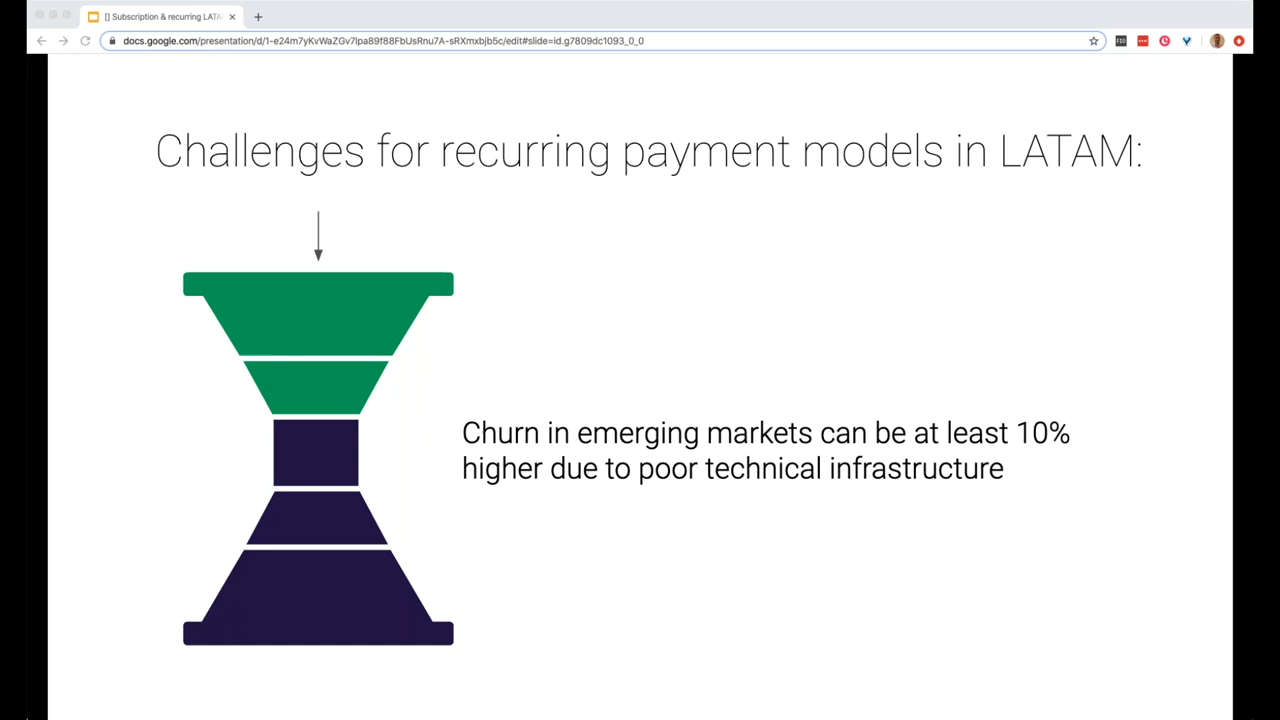 [] Subscription & recurring LATA
docs.google.com/presentation/d/1-e24m7yKvWaZGv7lpa89f88FbUsRnu7A-sRXmxbjb5c/edit#slide=id.g7809dc1093_0_0
Challenges for recurring payment models in LATAM:
Churn in emerging markets can be at least 10%
higher due to poor technical infrastructure